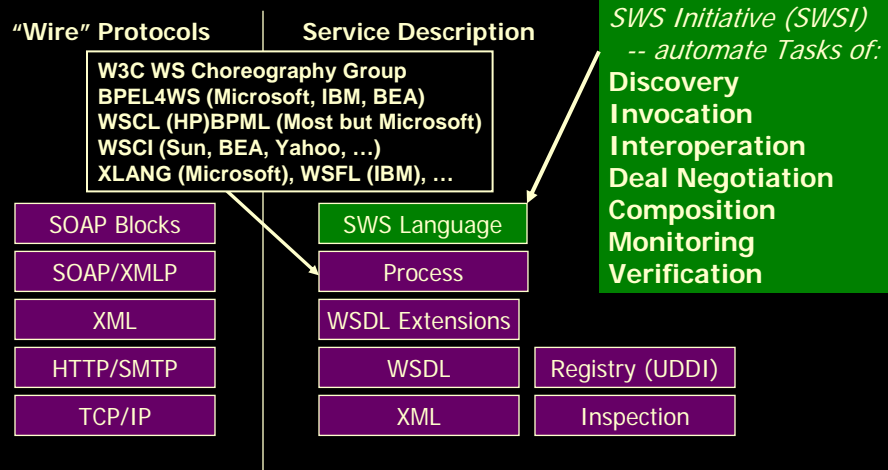 “Wire” Protocols
Service Description
W3C WS Choreography Group
BPEL4WS (Microsoft, IBM, BEA)
WSCL (HP)BPML (Most but Microsoft)
WSCI (Sun, BEA, Yahoo, …)
XLANG (Microsoft), WSFL (IBM), …
SWS Initiative (SWSI)
-- automate Tasks of:
Discovery
Invocation
Interoperation
Deal Negotiation
Composition
Monitoring
Verification
SOAP Blocks
SOAP/XMLP
XML
HTTP/SMTP
TCP/IP
SWS Language
Process
WSDL Extensions
WSDL
XML
Registry (UDDI)
Inspection